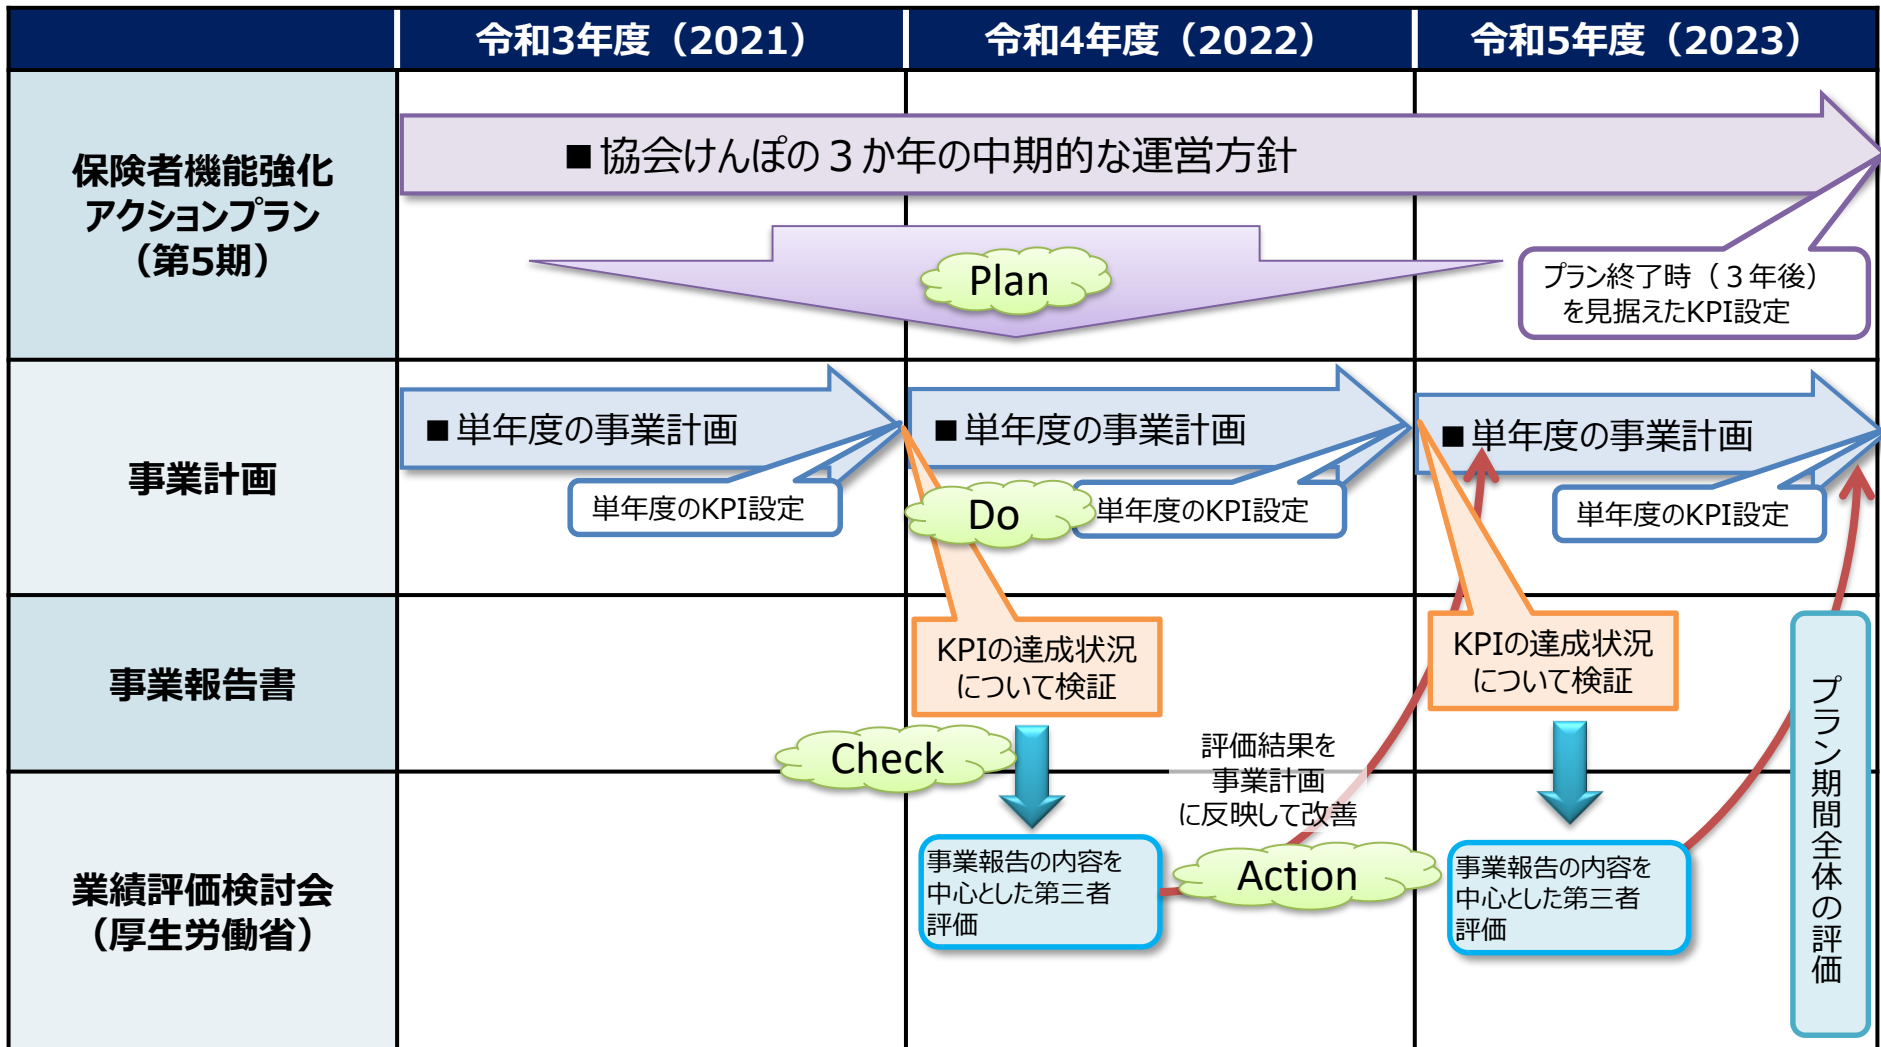 令和3年度（2021）
令和4年度（2022）
令和5年度（2023）
保険者機能強化
アクションプラン
（第5期）
■協会けんぽの３か年の中期的な運営方針
Plan
プラン終了時（３年後）
を見据えたKPI設定
事業計画
■単年度の事業計画
単年度のKPI設定
■単年度の事業計画
Do
単年度のKPI設定
■単年度の事業計画
単年度のKPI設定
事業報告書
KPIの達成状況
について検証
KPIの達成状況
について検証
Check
評価結果を
事業計画
に反映して改善
プラン期間全体の評価
業績評価検討会
（厚生労働省）
事業報告の内容を
中心とした第三者
評価
Action
事業報告の内容を
中心とした第三者
評価